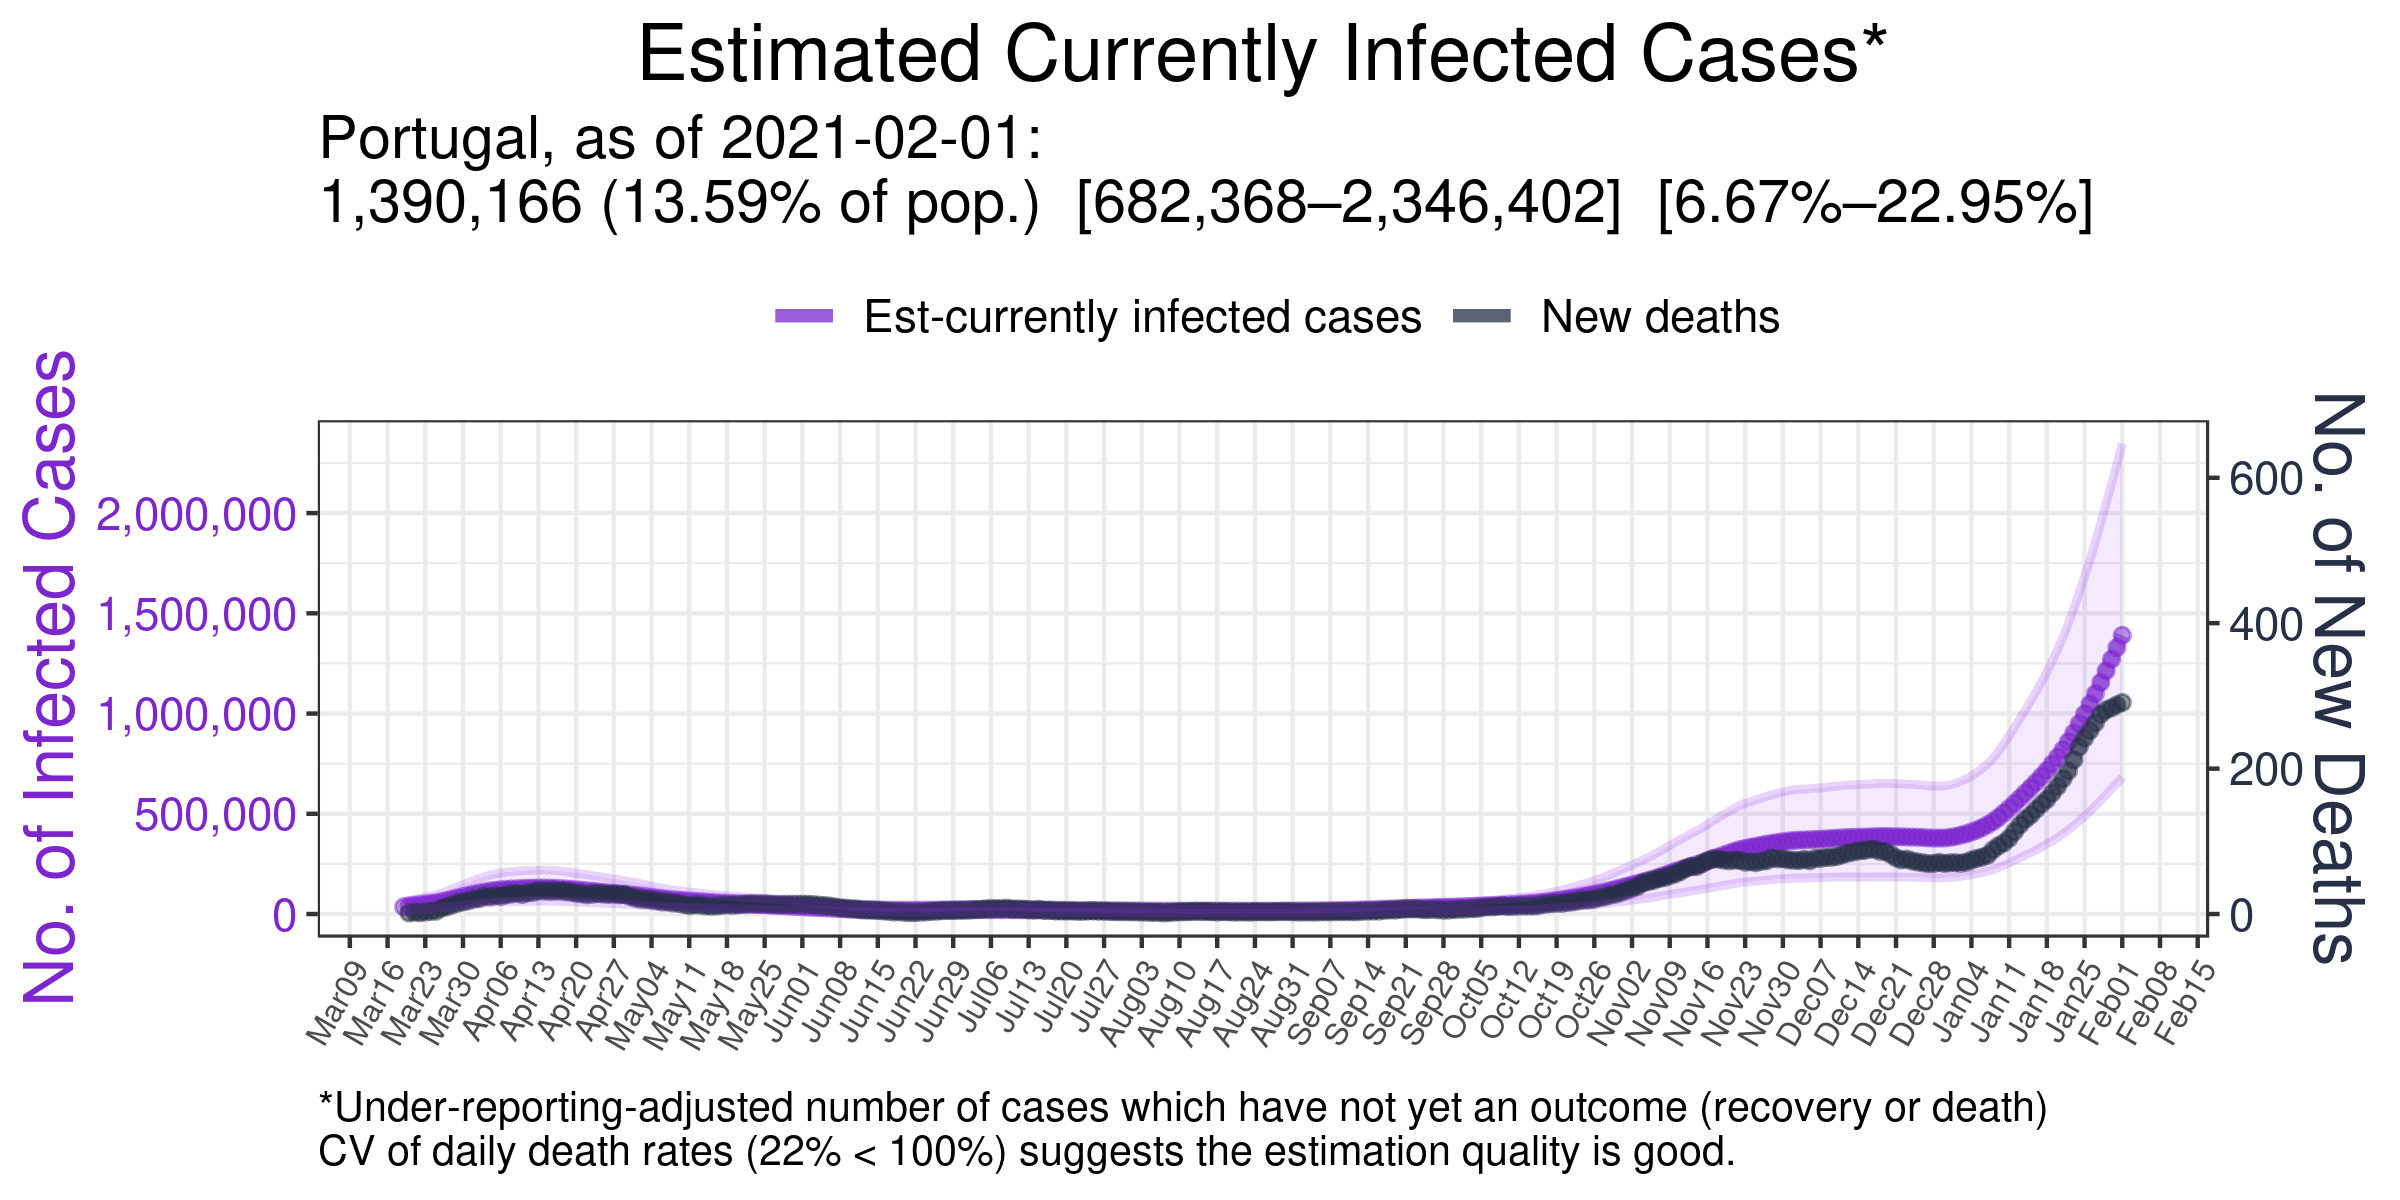 Estimated Currently Infected Cases*
Portugal, as of 2021-02-01:
1,390,166 (13.59% of pop.) [682,368–2,346,402] [6.67%–22.95%]
Est-currently infected cases New deaths
No. of Infected Cases
2,000,000
1,500,000
1,000,000
500,000
0
600
400
200
0
No. of New Deaths
Mar09 Mar16 Mar23 Mar30 Apr06 Apr13 Apr20 Apr27 May04 May11 May18 May25 Jun01 Jun08 Jun15 Jun22 Jun29 Jul06 Jul13 Jul20 Jul27 Aug03 Aug10 Aug17 Aug24 Aug31 Sep07 Sep14 Sep21 Sep28 Oct05 Oct12 Oct19 Oct26 Nov02 Nov09 Nov16 Nov23 Nov30 Dec07 Dec14 Dec21 Dec28 Jan04 Jan11 Jan18 Jan25 Feb01 Feb08 Feb15
*Under-reporting-adjusted number of cases which have not yet an outcome (recovery or death)
CV of daily death rates (22% < 100%) suggests the estimation quality is good.